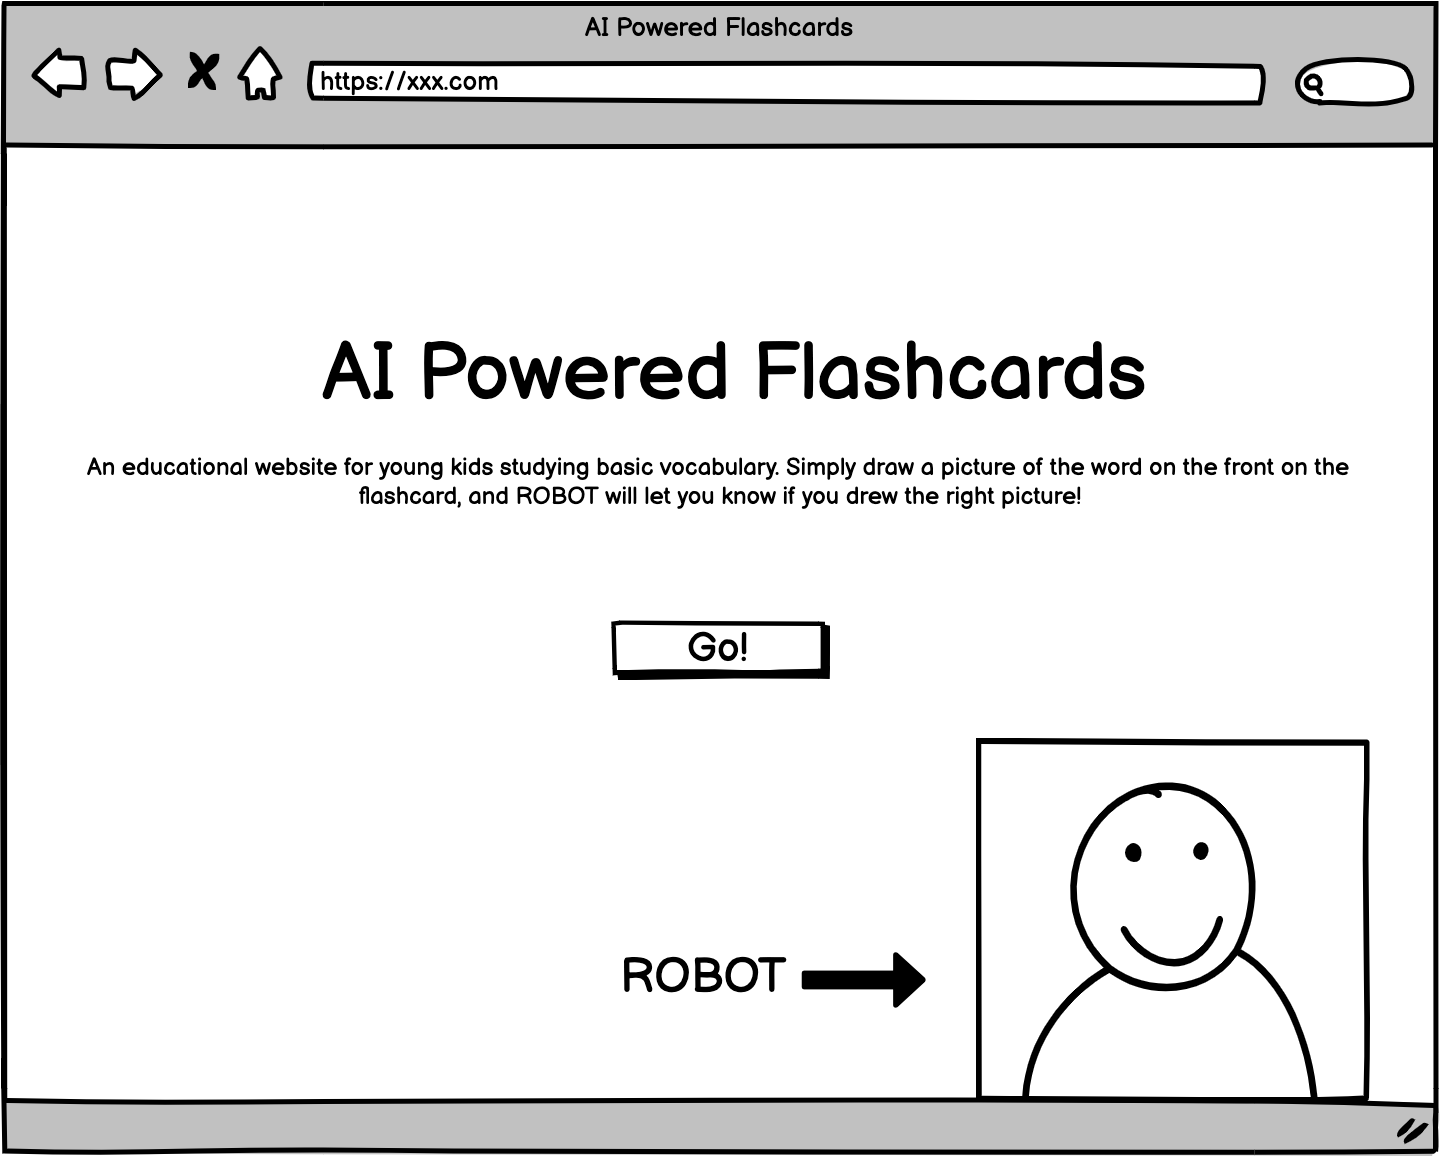 AI Powered Flashcards
https://xxx.com
AI Powered Flashcards
An educational website for young kids studying basic vocabulary. Simply draw a picture of the word on the front on the
flashcard, and ROBOT will let you know if you drew the right picture!
Go!
ROBOT